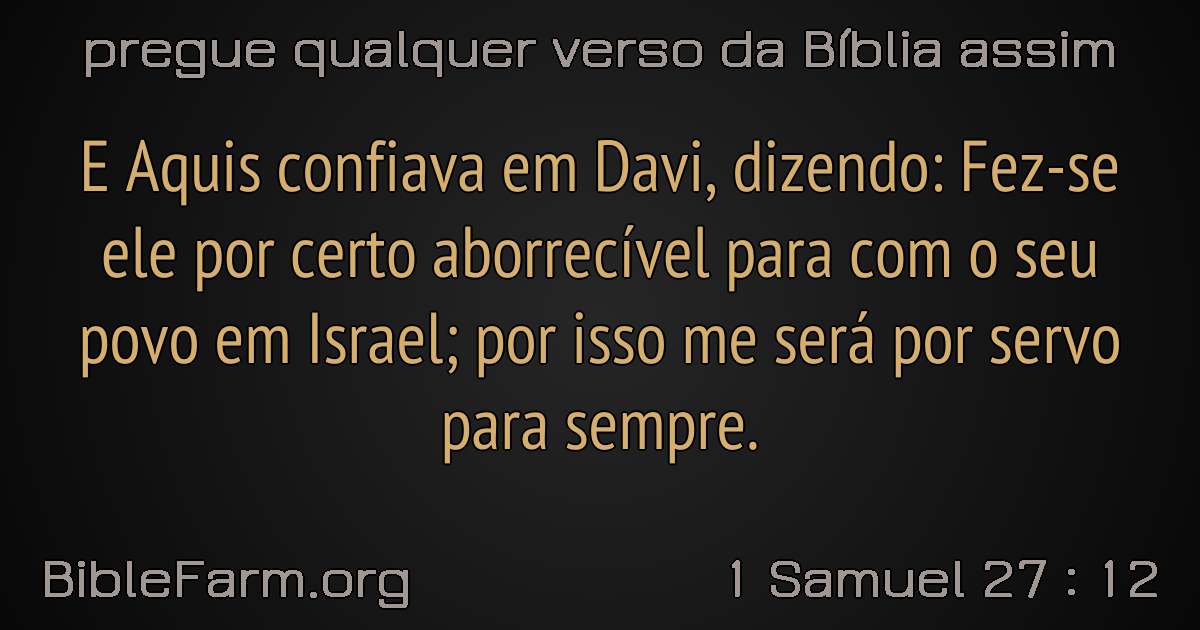 pregue qualquer verso da Bíblia assim
E Aquis confiava em Davi, dizendo: Fez-se
ele por certo aborrecível para com o seu
povo em Israel; por isso me será por servo
para sempre.
BibleFarm.org
1 Samuel 27 : 12